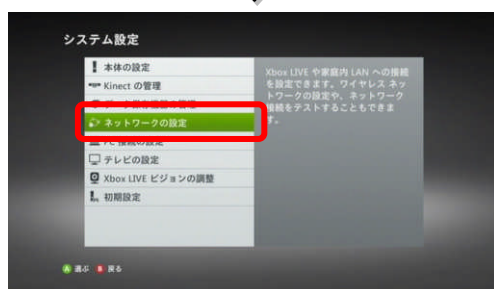 システム設定
本体の設定
Kinect の管理
ネットワークの設定
PC 接続の設定
テレビの設定
Xbox LIVE ビジョンの調整
初期設定
Xbox LIVE や家庭内 LAN への接続
を設定できます。ワイヤレス ネッ
トワークの設定や、ネットワーク
接続をテストすることもできま
す。
A 選ぶ B 戻る